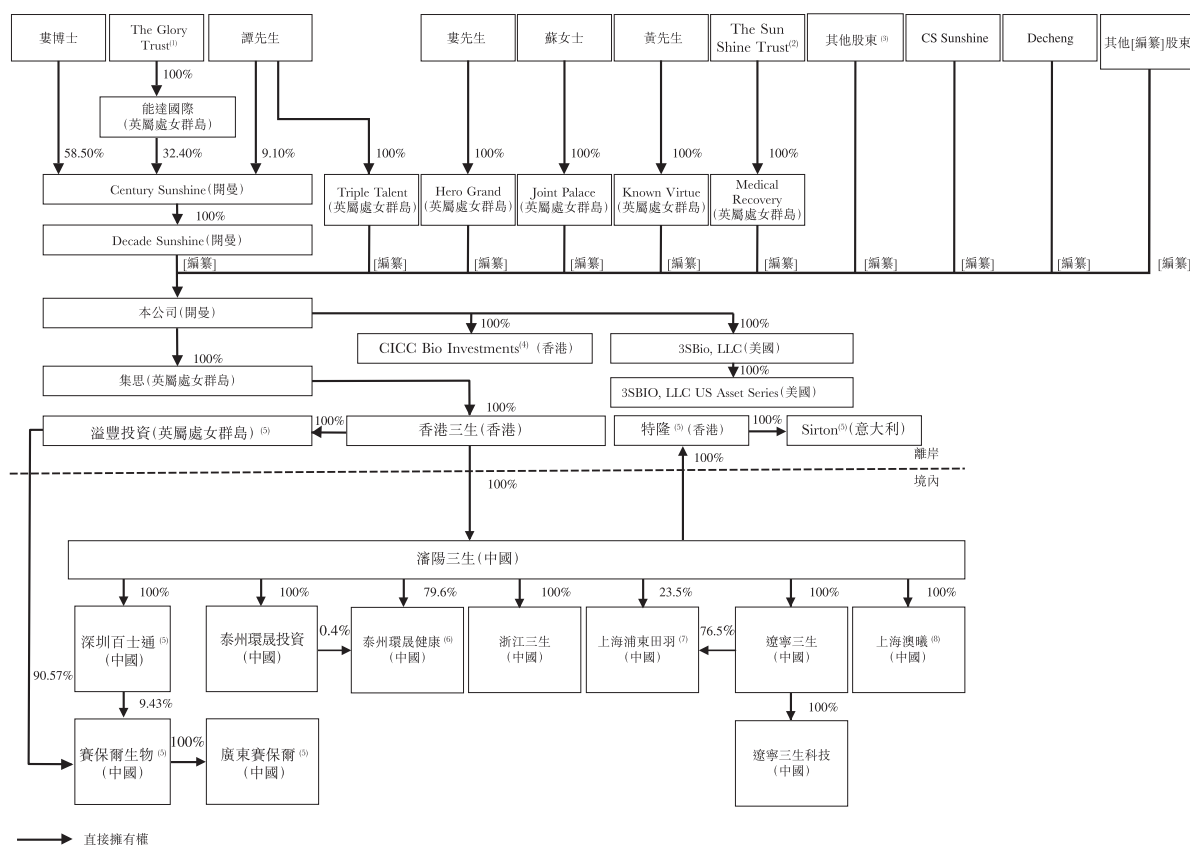 婁博士
The Glory
Trust(1)
譚先生
婁先生
蘇女士
黃先生
The Sun
Shine Trust(2)
其他股東 (3)
CS Sunshine
Decheng
其他[編纂]股東
100%
能達國際
(英屬處女群島)
58.50%
32.40%
9.10%
100%
100%
100%
100%
100%
Century Sunshine(開曼)
Triple Talent
(英屬處女群島)
Hero Grand
(英屬處女群島)
Joint Palace
(英屬處女群島)
Known Virtue
(英屬處女群島)
Medical
Recovery
(英屬處女群島)
100%
Decade Sunshine(開曼)
[編纂]
[編纂]
[編纂]
[編纂]
[編纂]
[編纂]
[編纂]
[編纂]
[編纂]
[編纂]
本公司(開曼)
100%
100%
CICC Bio Investments(4) (香港)
3SBio, LLC(美國)
100%
100%
集思(英屬處女群島)
3SBIO, LLC US Asset Series(美國)
100%
溢豐投資(英屬處女群島) (5)
100%
香港三生(香港)
特隆 (5) (香港)
100%
Sirton(5)(意大利)
離岸
100%
境內
100%
瀋陽三生(中國)
100%
100%
79.6%
100%
23.5%
100%
100%
深圳百士通 (5)
(中國)
泰州環晟投資
(中國)
0.4%
泰州環晟健康 (6)
(中國)
浙江三生
(中國)
上海浦東田羽 (7)
(中國)
76.5%
遼寧三生
(中國)
上海澳曦 (8)
(中國)
90.57%
9.43%
100%
賽保爾生物 (5)
(中國)
100%
廣東賽保爾 (5)
(中國)
遼寧三生科技
(中國)
直接擁有權